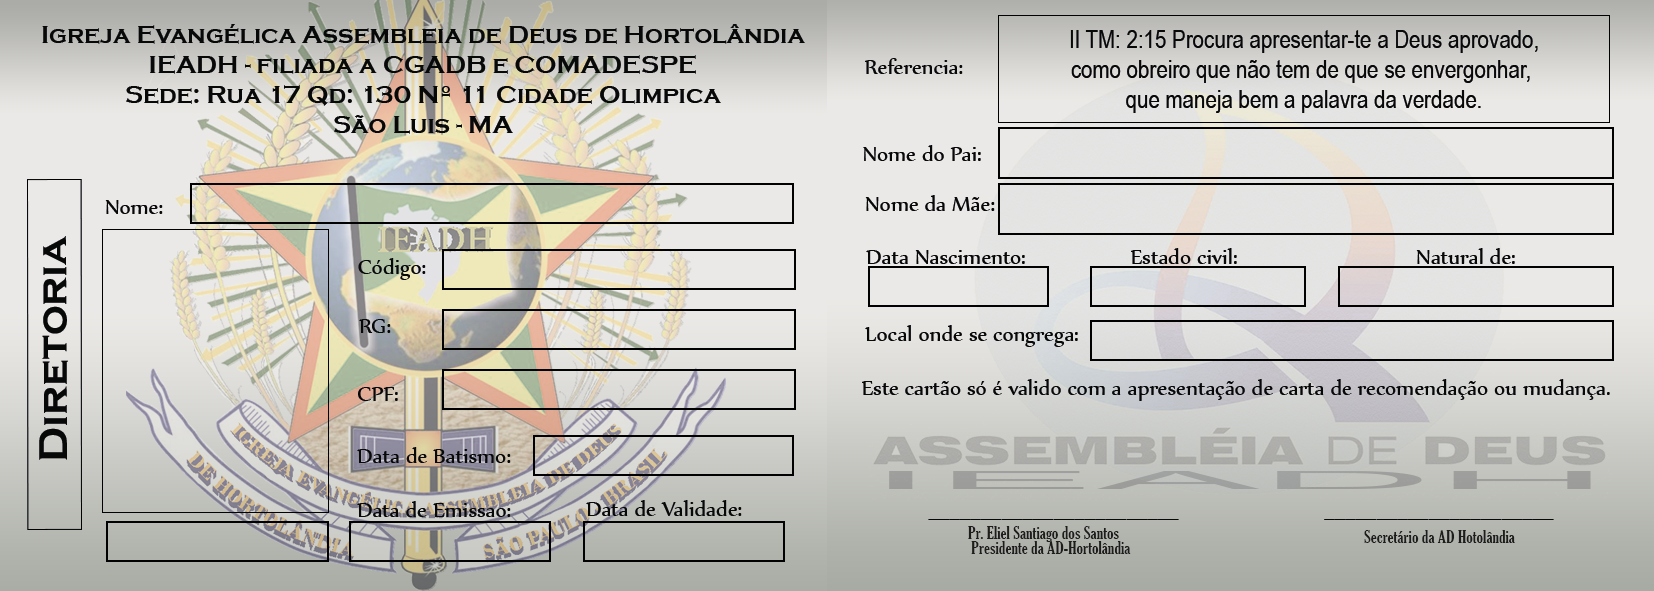 IGREJA EVANGÉLICA ASSEMBLEIA DE DEUS DE HORTOLÂNDIA
IEADH - FILIADA A CGADB E COMADESPE
SEDE: RUA 17 QD: 130 Nº 11 CIDADE OLIMPICA
SÃO LUIS - MA
DIRETORIA
Nome:
IEADH
Código:
RG:
CPF:
Data de Batismo:
IGREJA EVANGÉLICA ASSEMBLEIA DE DEUS
DE HORTOLÂNDIA
SÃO PAULO BRASIL
Data de Emissão:
Data de Validade:
Referencia:
II TM: 2:15 Procura apresentar-te a Deus aprovado,
como obreiro que não tem de que se envergonhar,
que maneja bem a palavra da verdade.
Nome do Pai:
Nome da Mãe:
Data Nascimento:
Estado civil:
Natural de:
Local onde se congrega:
Este cartão só é valido com a apresentação de carta de recomendação ou mudança.
ASSEMBLÉIA DE DEUS
IEADH
Pr. Eliel Santiago dos Santos
Presidente da AD-Hortolândia
Secretário da AD Hotolândia